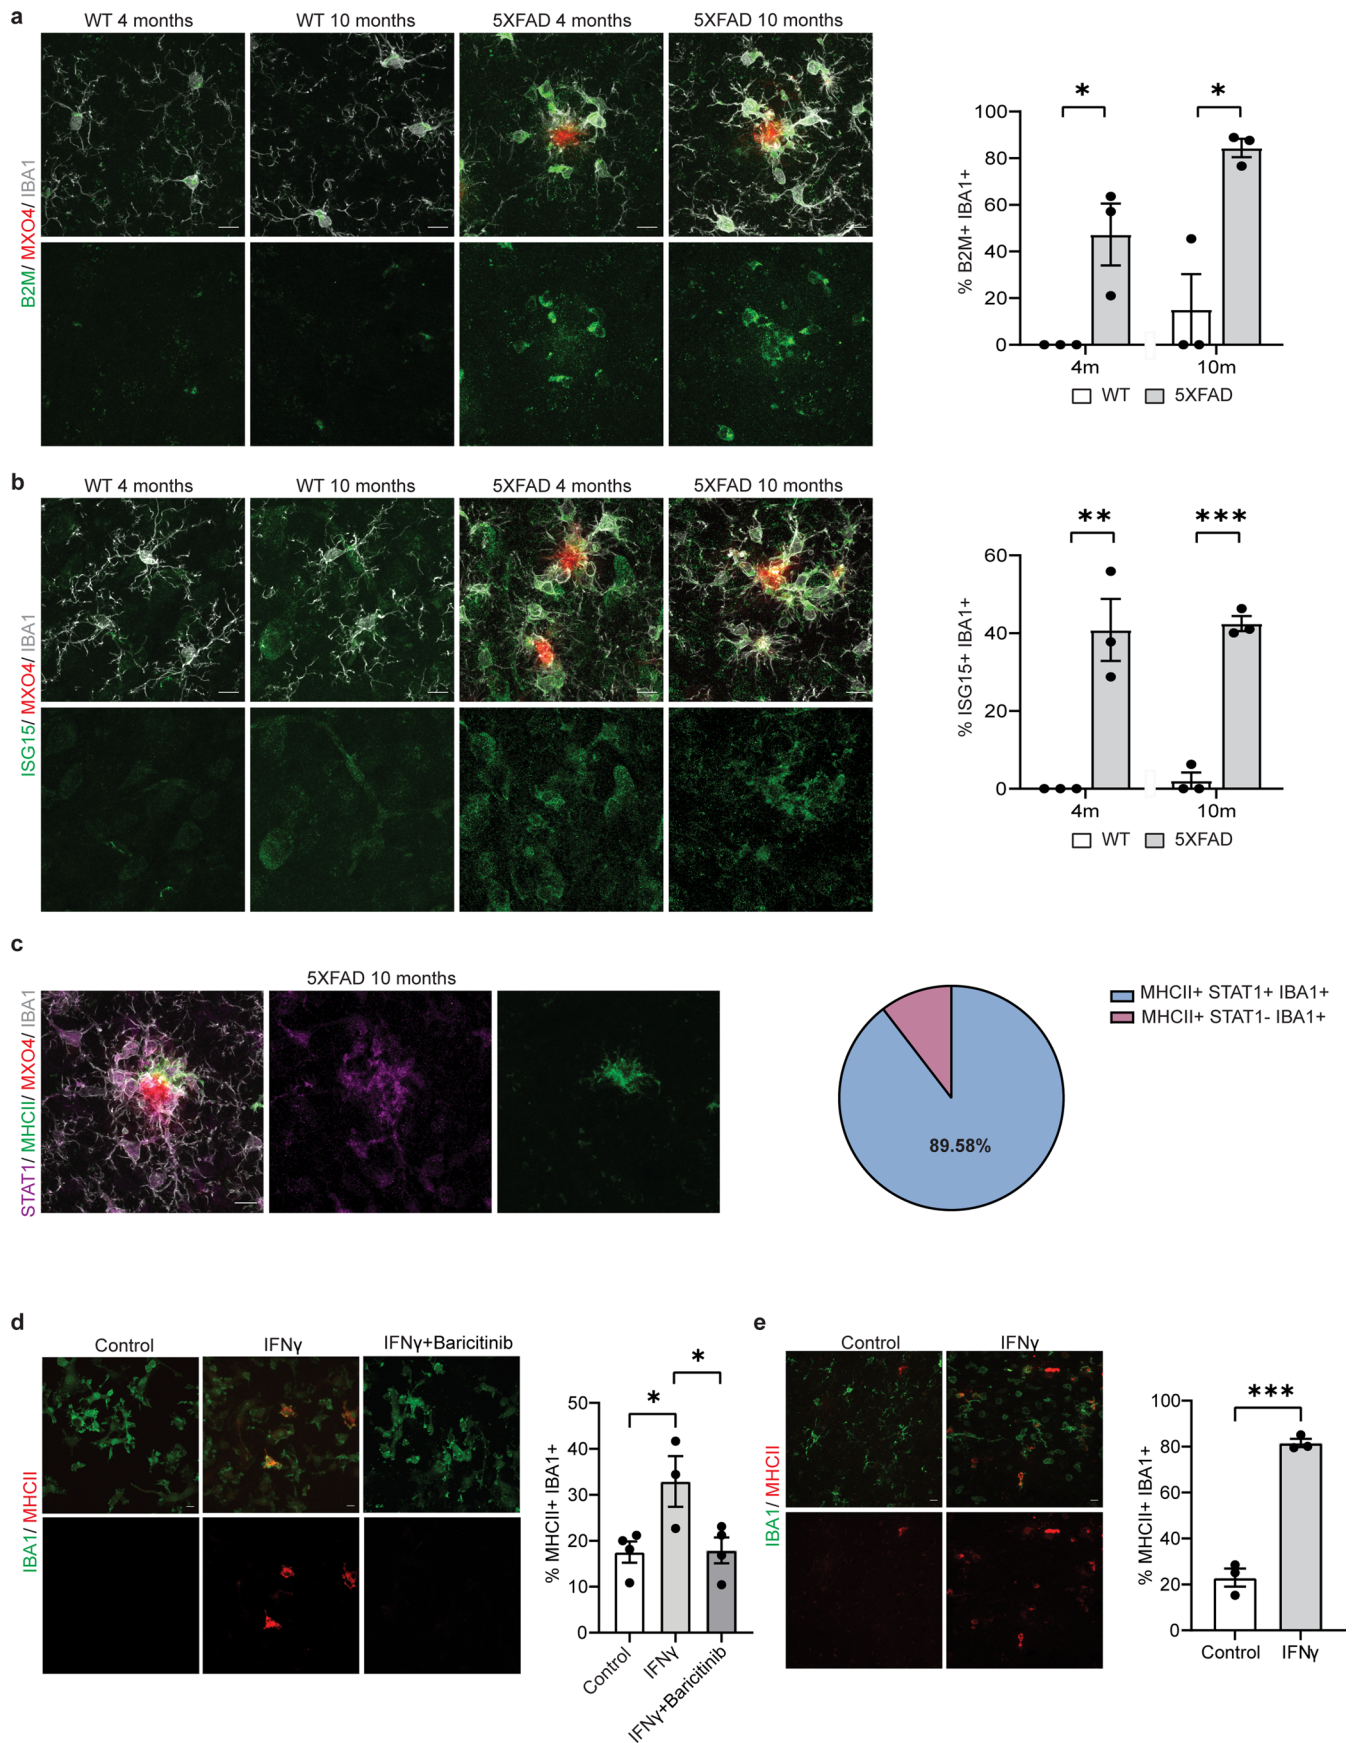 a
WT 4 months
WT 10 months
5XFAD 4 months
5XFAD 10 months
B2M/ MXO4/ IBA1
% B2M+ IBA1+
100
80
60
40
20
0
*
*
4m
10m
WT
5XFAD
b
WT 4 months
WT 10 months
5XFAD 4 months
5XFAD 10 months
ISG15/ MXO4/ IBA1
% ISG15+ IBA1+
60
40
20
0
**
***
4m
10m
WT
5XFAD
c
5XFAD 10 months
STAT1/ MHCII/ MXO4/ IBA1
89.58%
MHCII+ STAT1+ IBA1+
MHCII+ STAT1- IBA1+
d
Control
IFNγ
IFNγ+Baricitinib
IBA1/ MHCII
% MHCII+ IBA1+
50
40
30
20
10
0
*
*
Control
IFNγ
IFNγ+Baricitinib
e
Control
IFNγ
IBA1/ MHCII
% MHCII+ IBA1+
100
80
60
40
20
0
***
Control
IFNγ